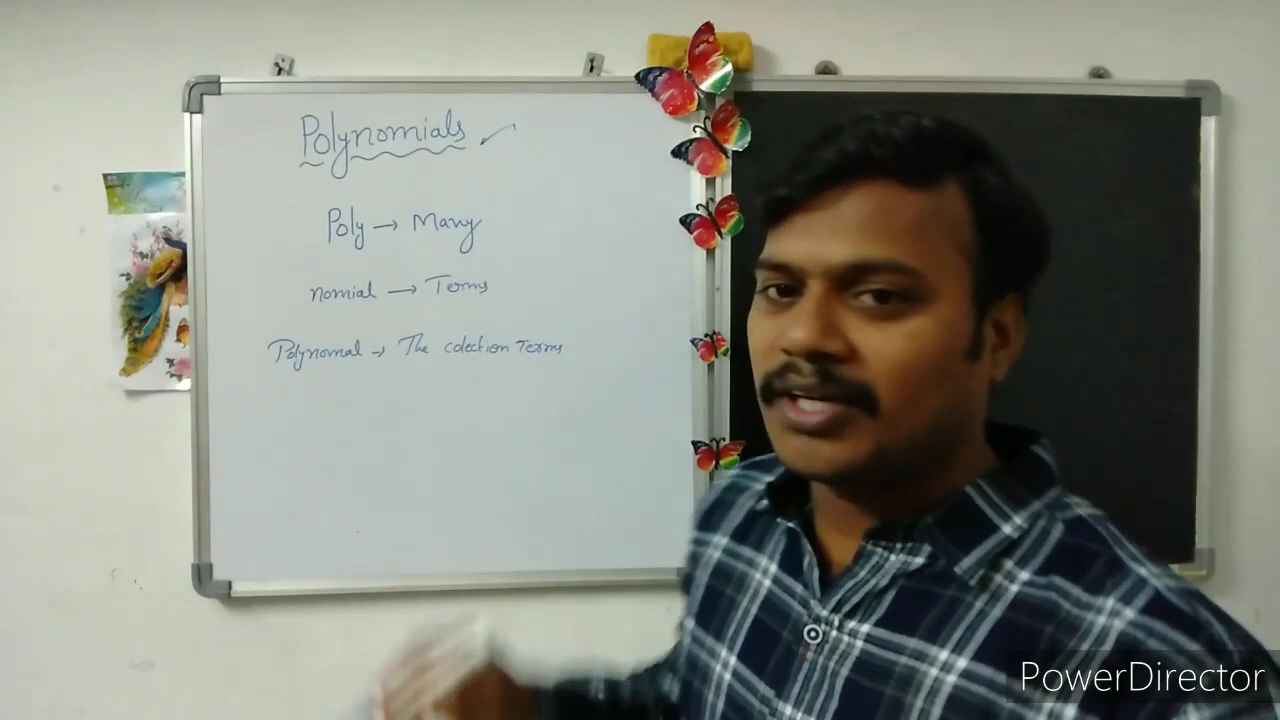 Polynomials
Poly → Many
nomial → Terms
Polynomal → The colection Terms
PowerDirector